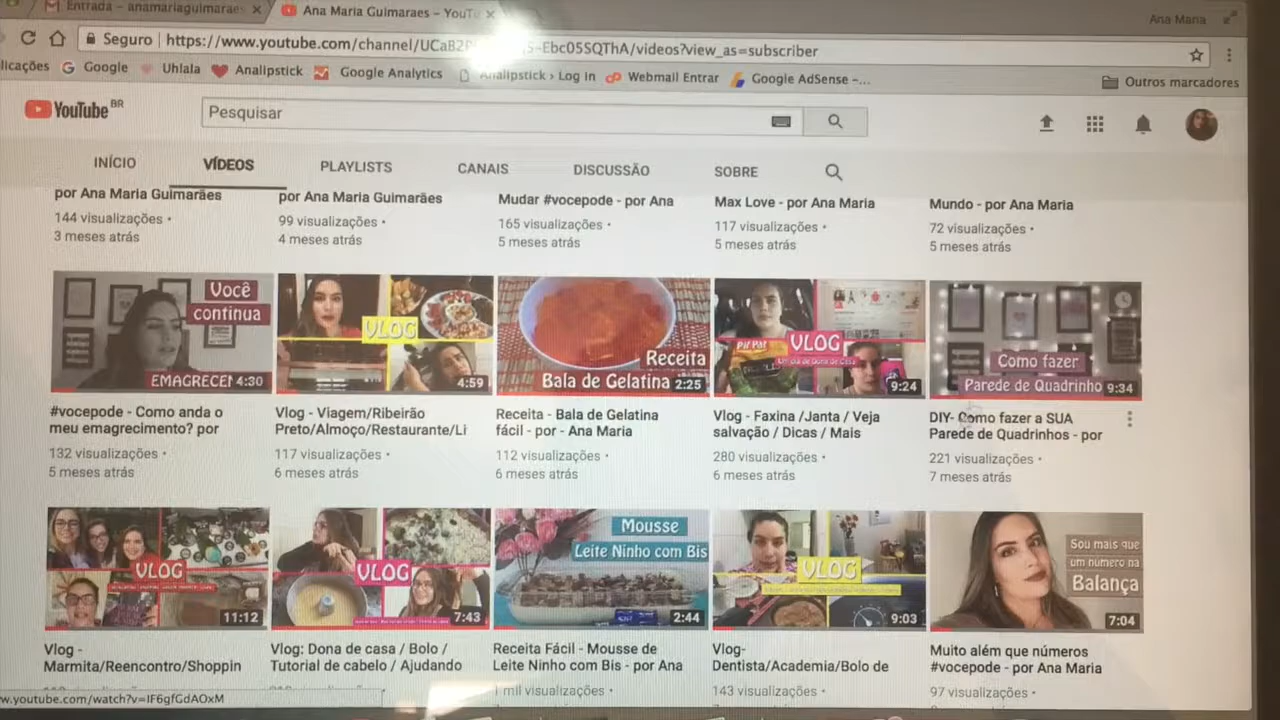 Entrada - anamariaguimaraes
Ana Maria Guimaraes - YouTu
Ana Maria
Seguro
https://www.youtube.com/channel/UCaB2
S-Ebc05SQThA/videos?view_as=subscriber
licações
Google
Uhlala
Analipstick
Google Analytics
Analipstick › Log In
Webmail Entrar
Google AdSense -...
Outros marcadores
YouTube BR
Pesquisar
INÍCIO
VÍDEOS
PLAYLISTS
CANAIS
DISCUSSÃO
SOBRE
por Ana Maria Guimarães
144 visualizações •
3 meses atrás
por Ana Maria Guimarães
99 visualizações •
4 meses atrás
Mudar #vocepode - por Ana
165 visualizações •
5 meses atrás
Max Love - por Ana Maria
117 visualizações •
5 meses atrás
Mundo - por Ana Maria
72 visualizações •
5 meses atrás
Você
continua
EMAGRECEN
4:30
#vocepode - Como anda o
meu emagrecimento? por
132 visualizações •
5 meses atrás
VLOG
4:59
Vlog - Viagem/Ribeirão
Preto/Almoço/Restaurante/Li
117 visualizações •
6 meses atrás
Receita
Bala de Gelatina
2:25
Receita - Bala de Gelatina
fácil - por - Ana Maria
112 visualizações •
6 meses atrás
VLOG
9:24
Vlog - Faxina /Janta / Veja
salvação / Dicas / Mais
280 visualizações •
6 meses atrás
Como fazer
Parede de Quadrinho
9:34
DIY- Como fazer a SUA
Parede de Quadrinhos - por
221 visualizações •
7 meses atrás
VLOG
11:12
Vlog -
Marmita/Reencontro/Shoppin
VLOG
7:43
Vlog: Dona de casa / Bolo /
Tutorial de cabelo / Ajudando
Mousse
Leite Ninho com Bis
2:44
Receita Fácil - Mousse de
Leite Ninho com Bis - por Ana
1 mil visualizações •
VLOG
9:03
Vlog-
Dentista/Academia/Bolo de
143 visualizações •
Sou mais que
um número na
Balança
7:04
Muito além que números
#vocepode - por Ana Maria
97 visualizações •
w.youtube.com/watch?v=IF6gfGdAOxM